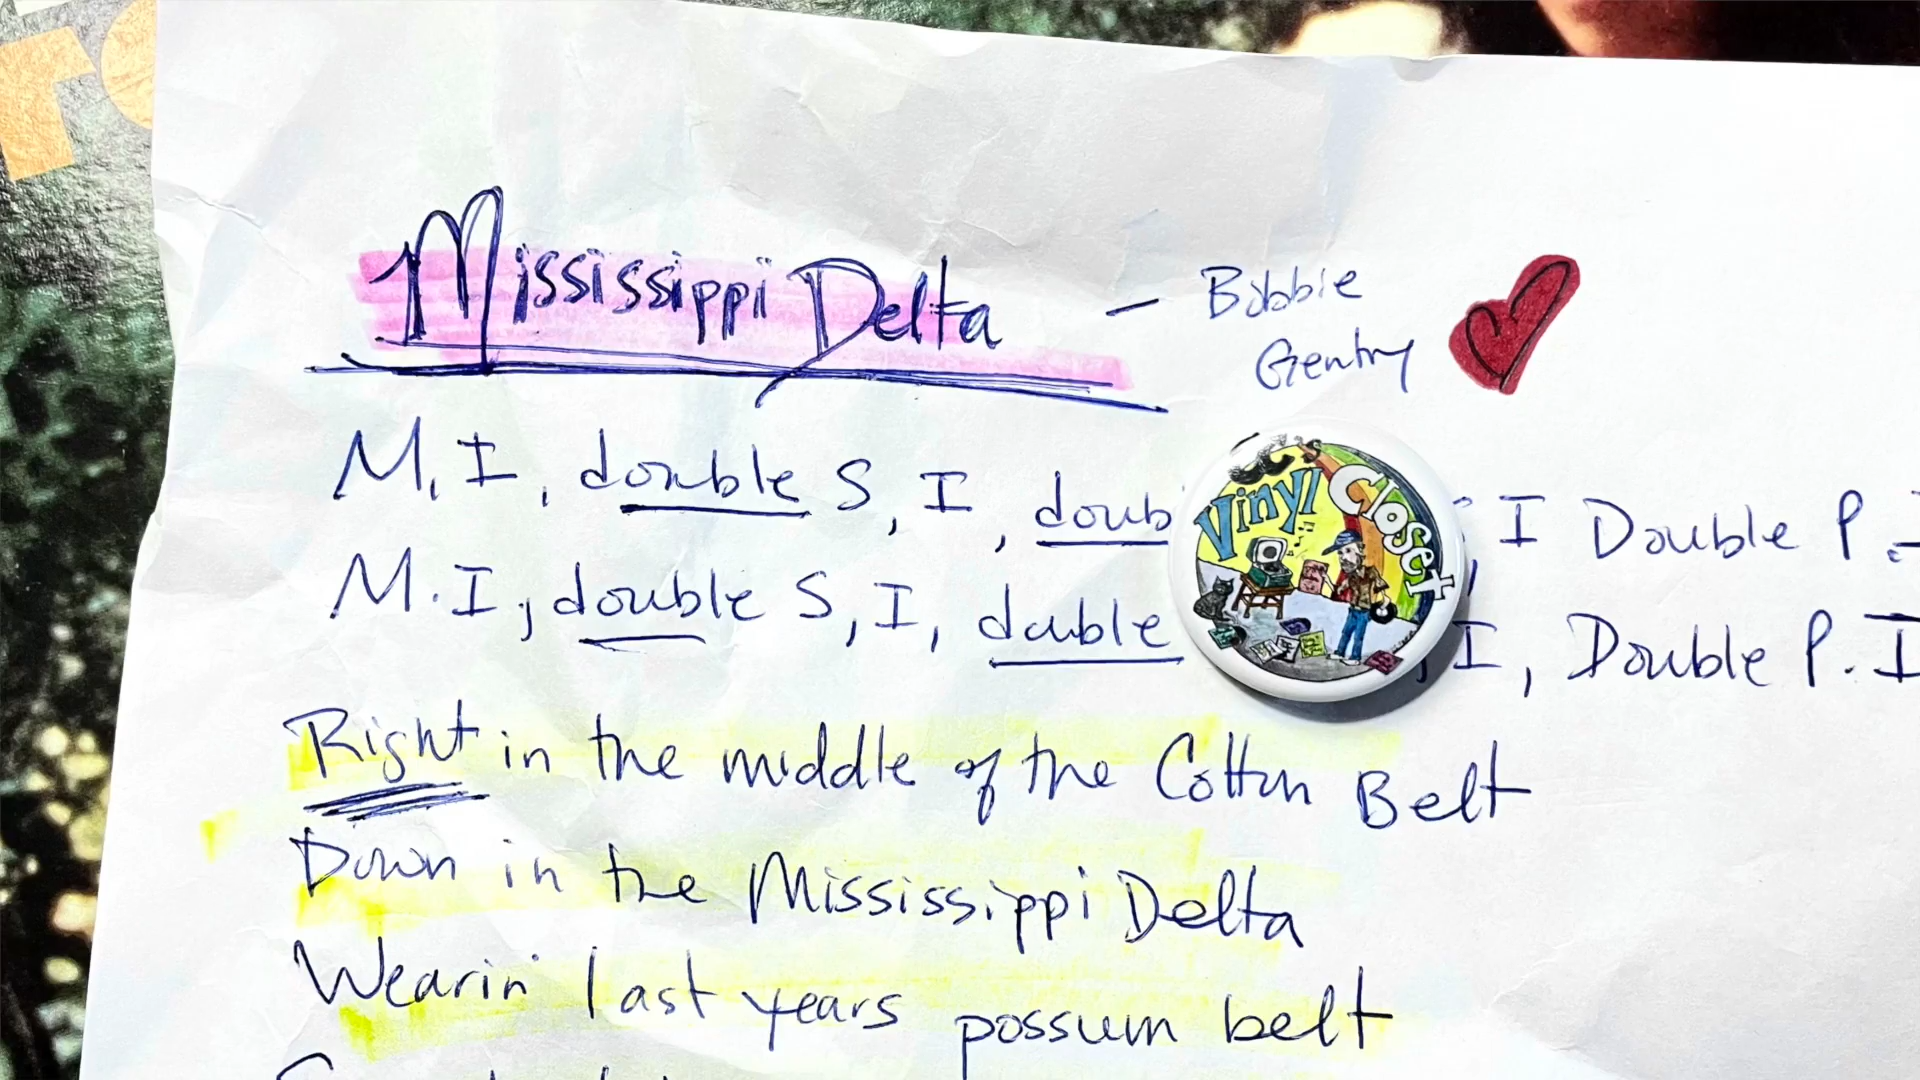 Mississippi Delta – Bobbie Gentry
M, I, double S, I, doub , I Double P.
M. I, double S, I, double , I, Double P. I
Right in the middle of the Cotton Belt
Down in the Mississippi Delta
Wearin' last years possum belt
Vinyl Closet